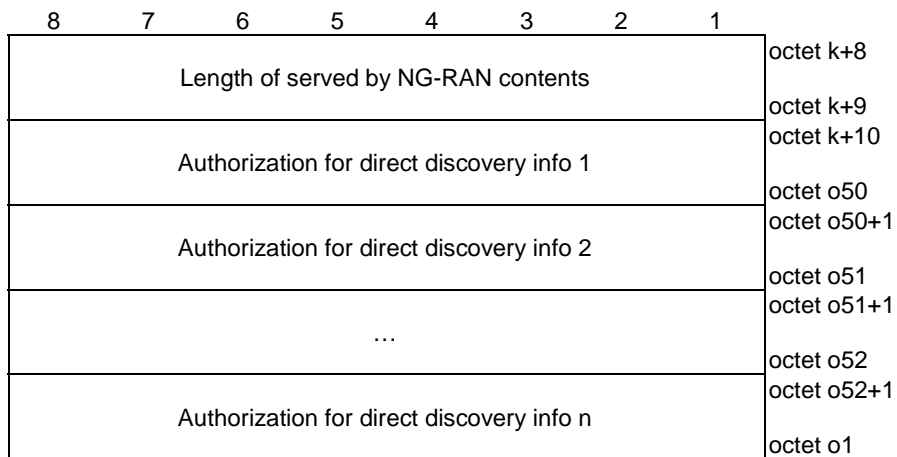 8 7 6 5 4 3 2 1
Length of served by NG-RAN contents
octet k+8
octet k+9
Authorization for direct discovery info 1
octet k+10
octet o50
Authorization for direct discovery info 2
octet o50+1
octet o51
…
octet o51+1
octet o52
Authorization for direct discovery info n
octet o52+1
octet o1